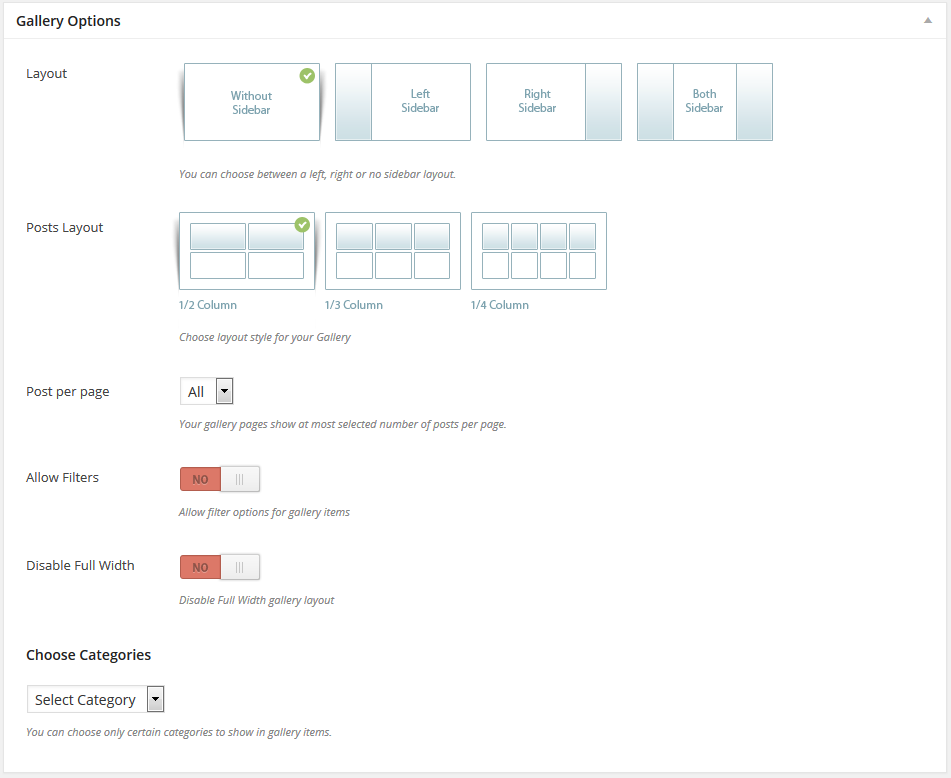 Gallery Options
Layout
Without
Sidebar
Left
Sidebar
Right
Sidebar
Both
Sidebar
You can choose between a left, right or no sidebar layout.
Posts Layout
1/2 Column
1/3 Column
1/4 Column
Choose layout style for your Gallery
Post per page
All
Your gallery pages show at most selected number of posts per page.
Allow Filters
NO
Allow filter options for gallery items
Disable Full Width
NO
Disable Full Width gallery layout
Choose Categories
Select Category
You can choose only certain categories to show in gallery items.